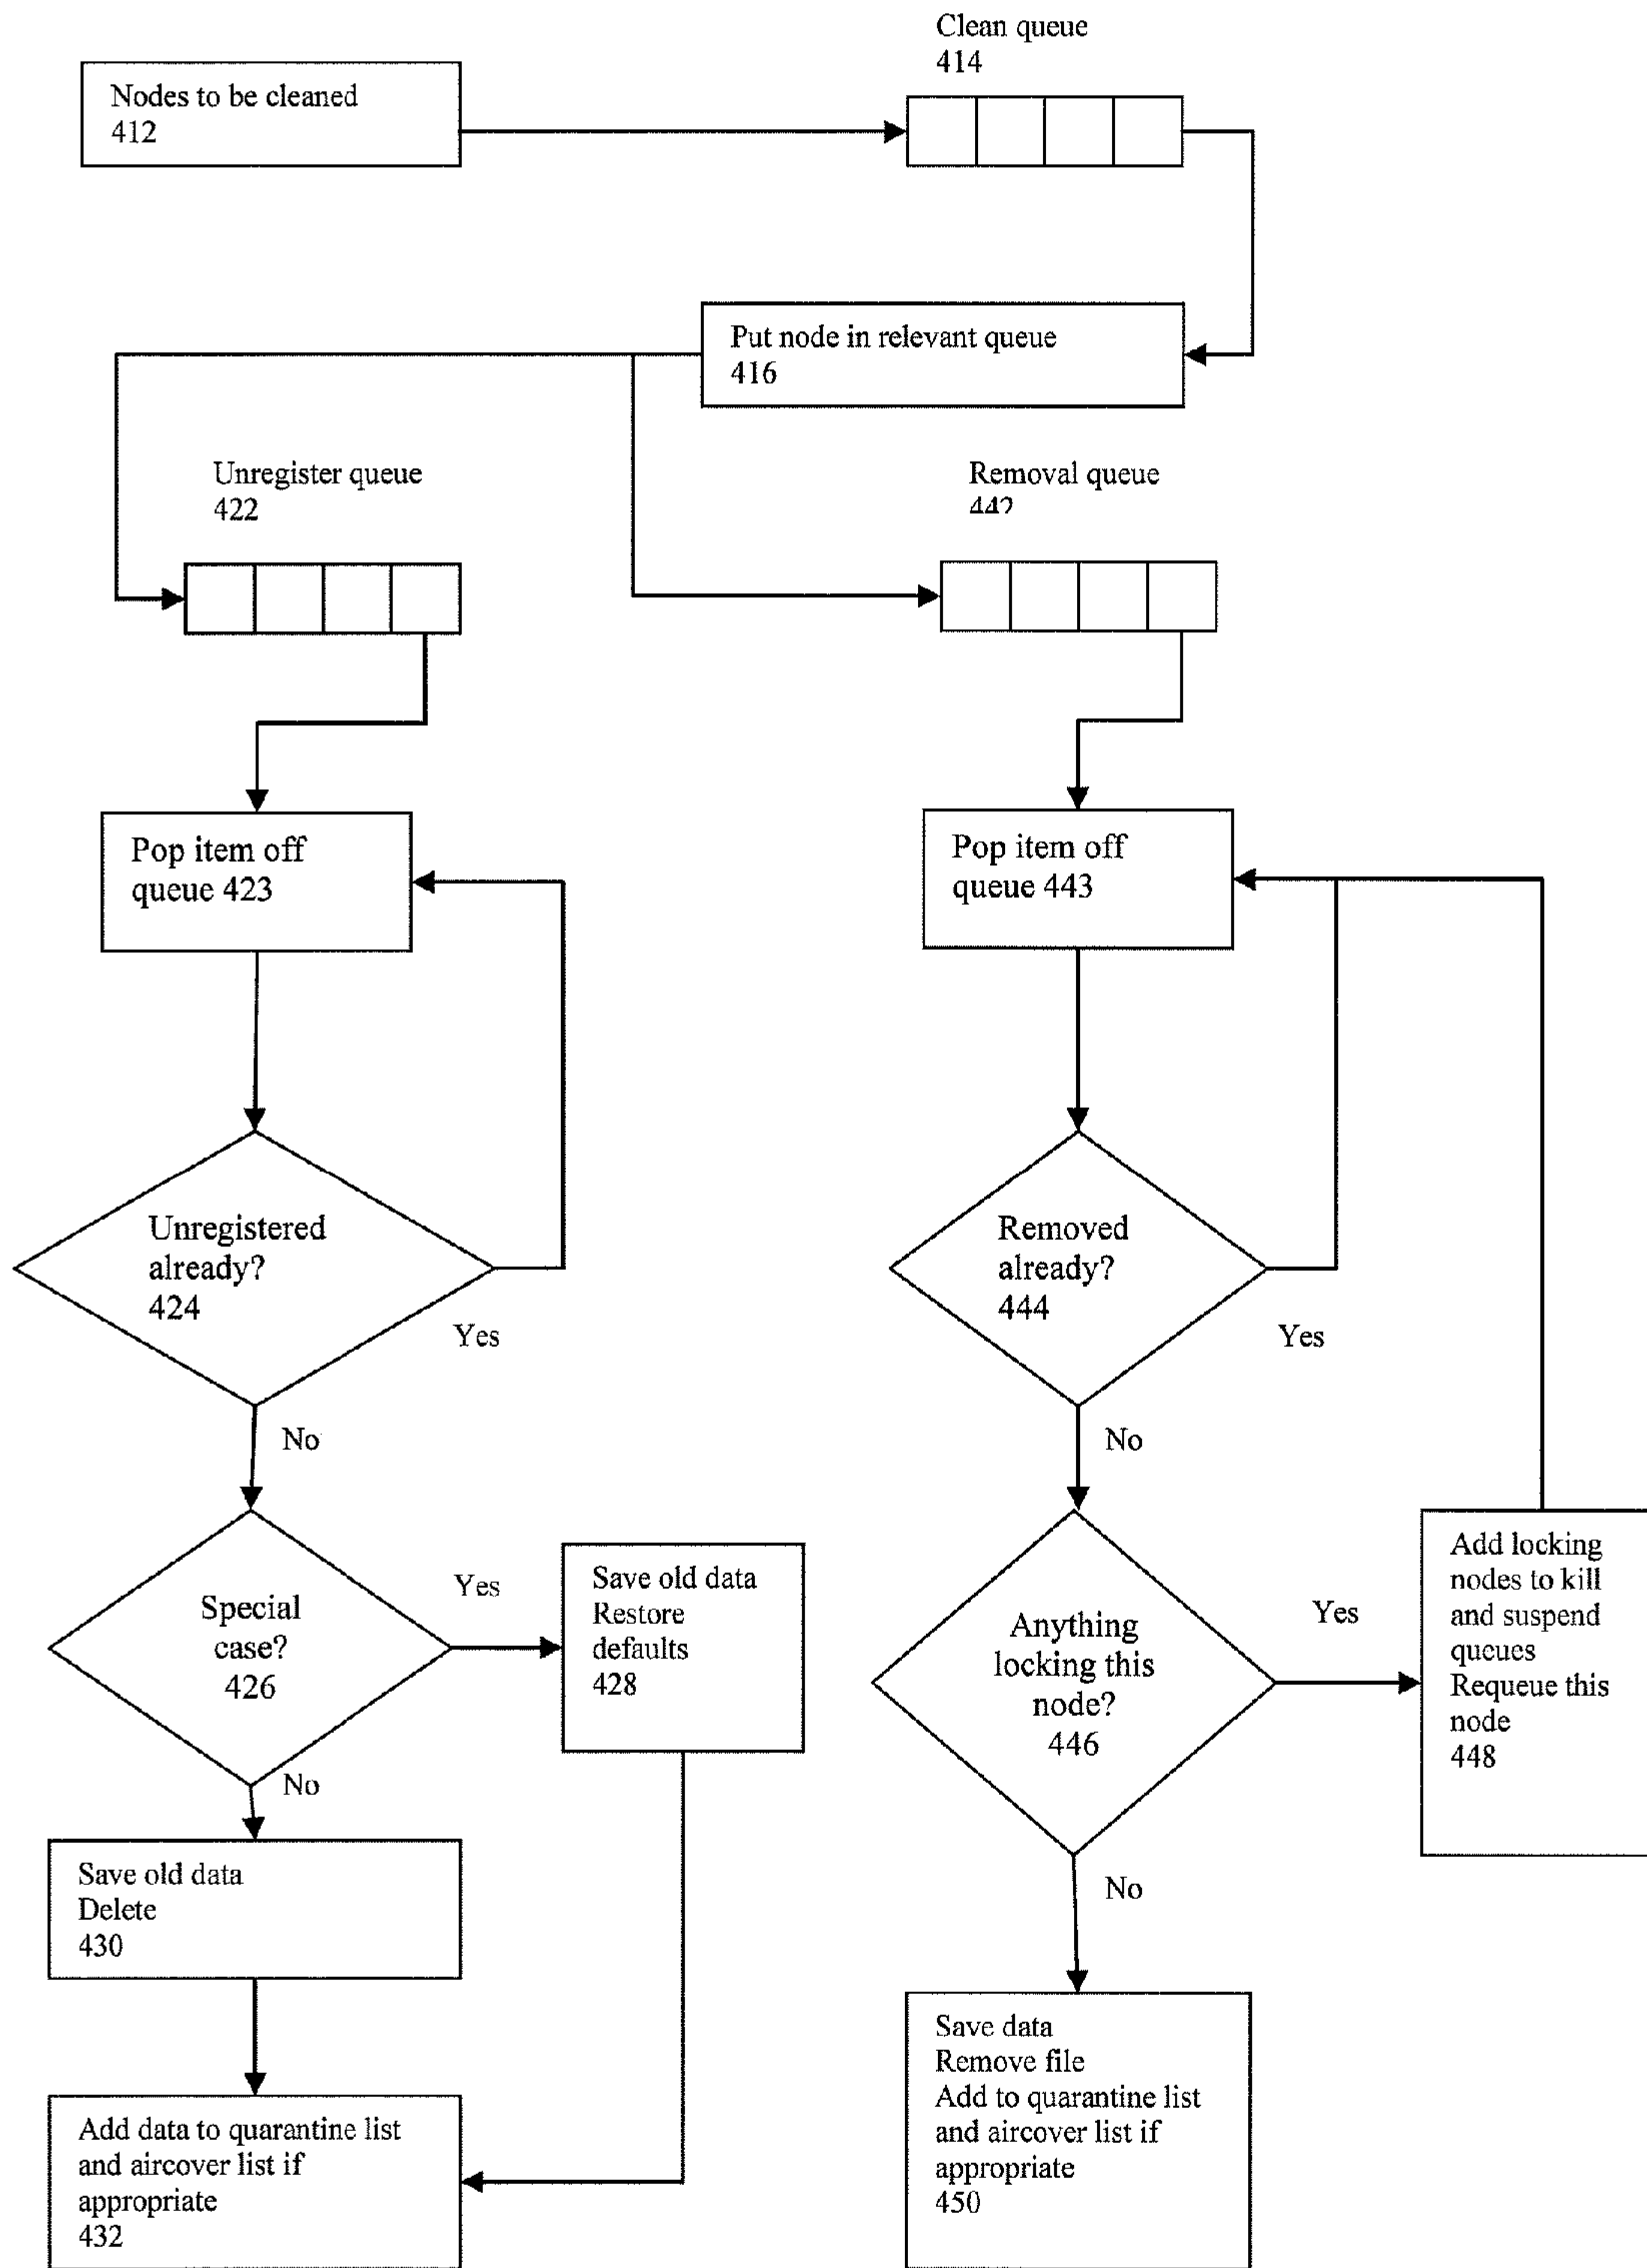 Clean queue
414
Nodes to be cleaned
412
Put node in relevant queue
416
Unregister queue
422
Removal queue
442
Pop item off
queue 423
Pop item off
queue 443
Unregistered
already?
424
Yes
Removed
already?
444
Yes
No
No
Special
case?
426
Yes
Save old data
Restore
defaults
428
Anything
locking this
node?
446
Yes
Add locking
nodes to kill
and suspend
queues
Requeue this
node
448
No
Save old data
Delete
430
No
Save data
Remove file
Add to quarantine list
and aircover list if
appropriate
450
Add data to quarantine list
and aircover list if
appropriate
432